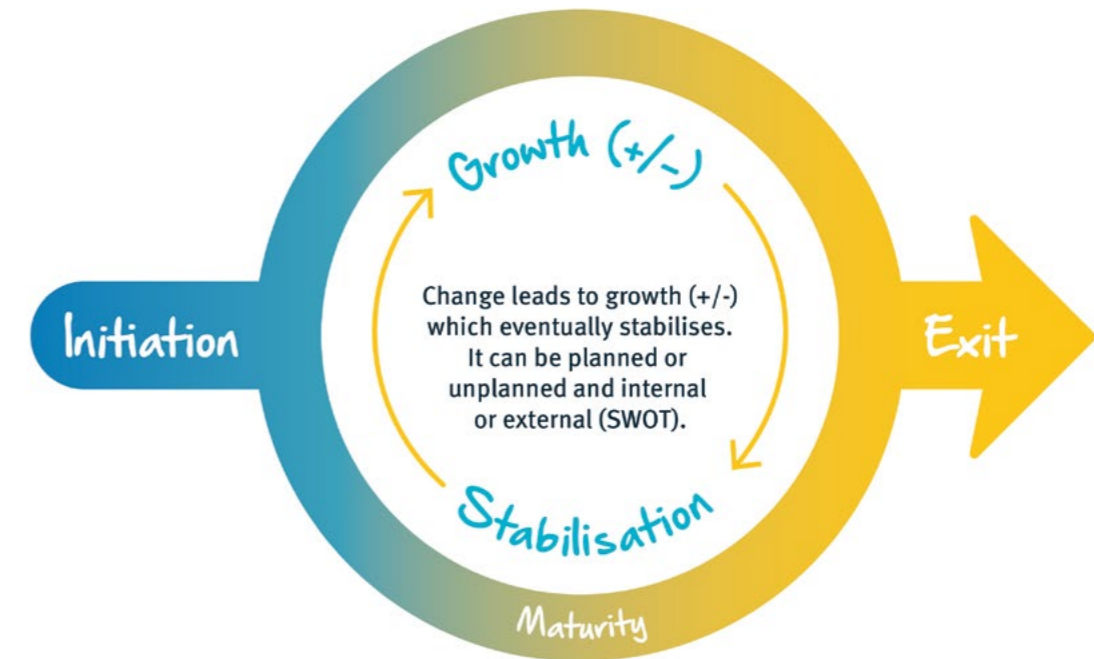 Growth (+/-)
Initiation
Change leads to growth (+/-)
which eventually stabilises.
It can be planned or
unplanned and internal
or external (SWOT).
Exit
Stabilisation
Maturity